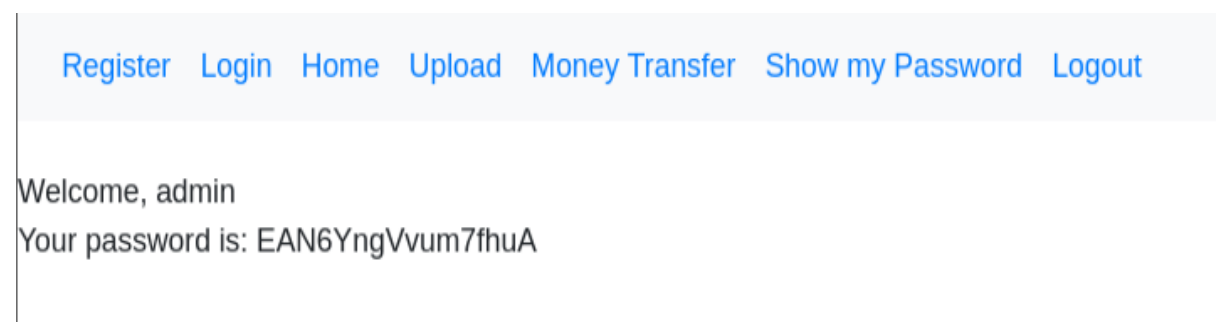 Register Login Home Upload Money Transfer Show my Password Logout
Welcome, admin
Your password is: EAN6YngVvum7fhuA